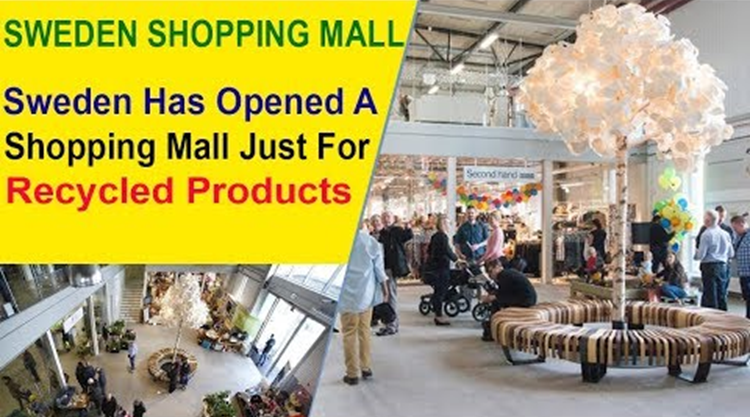 SWEDEN SHOPPING MALL
Sweden Has Opened A
Shopping Mall Just For
Recycled Products
Second hand